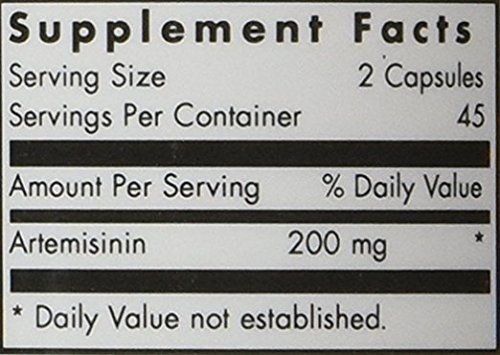 Supplement Facts
Serving Size 2 Capsules
Servings Per Container 45
Amount Per Serving % Daily Value
Artemisinin 200 mg *
* Daily Value not established.